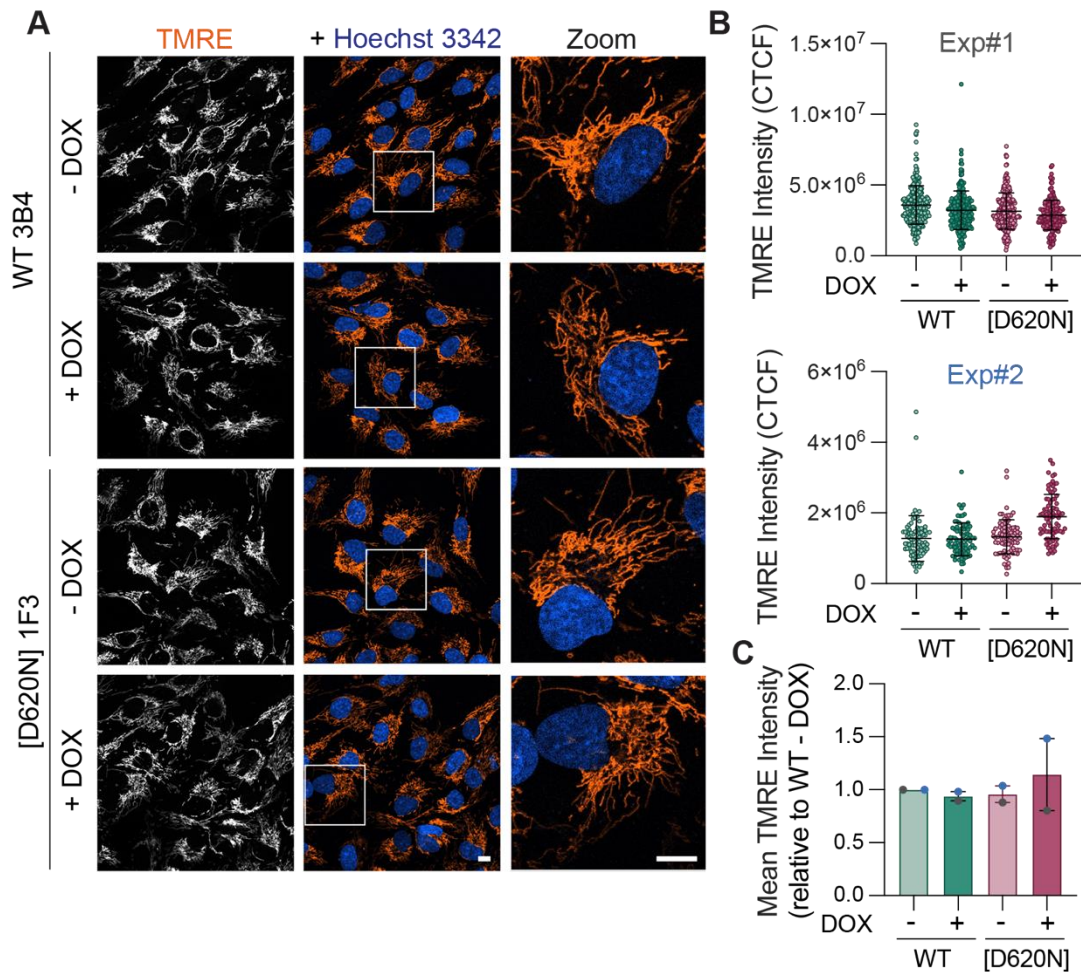 A
TMRE
+ Hoechst 3342
Zoom
WT 3B4
- DOX
+ DOX
[D620N] 1F3
- DOX
+ DOX
B
Exp#1
TMRE Intensity (CTCF)
1.5×10⁷
1.0×10⁷
5.0×10⁶
0.0
DOX - + - +
WT [D620N]
Exp#2
TMRE Intensity (CTCF)
6×10⁶
4×10⁶
2×10⁶
0
DOX - + - +
WT [D620N]
C
Mean TMRE Intensity
(relative to WT - DOX)
2.0
1.5
1.0
0.5
0.0
DOX - + - +
WT [D620N]